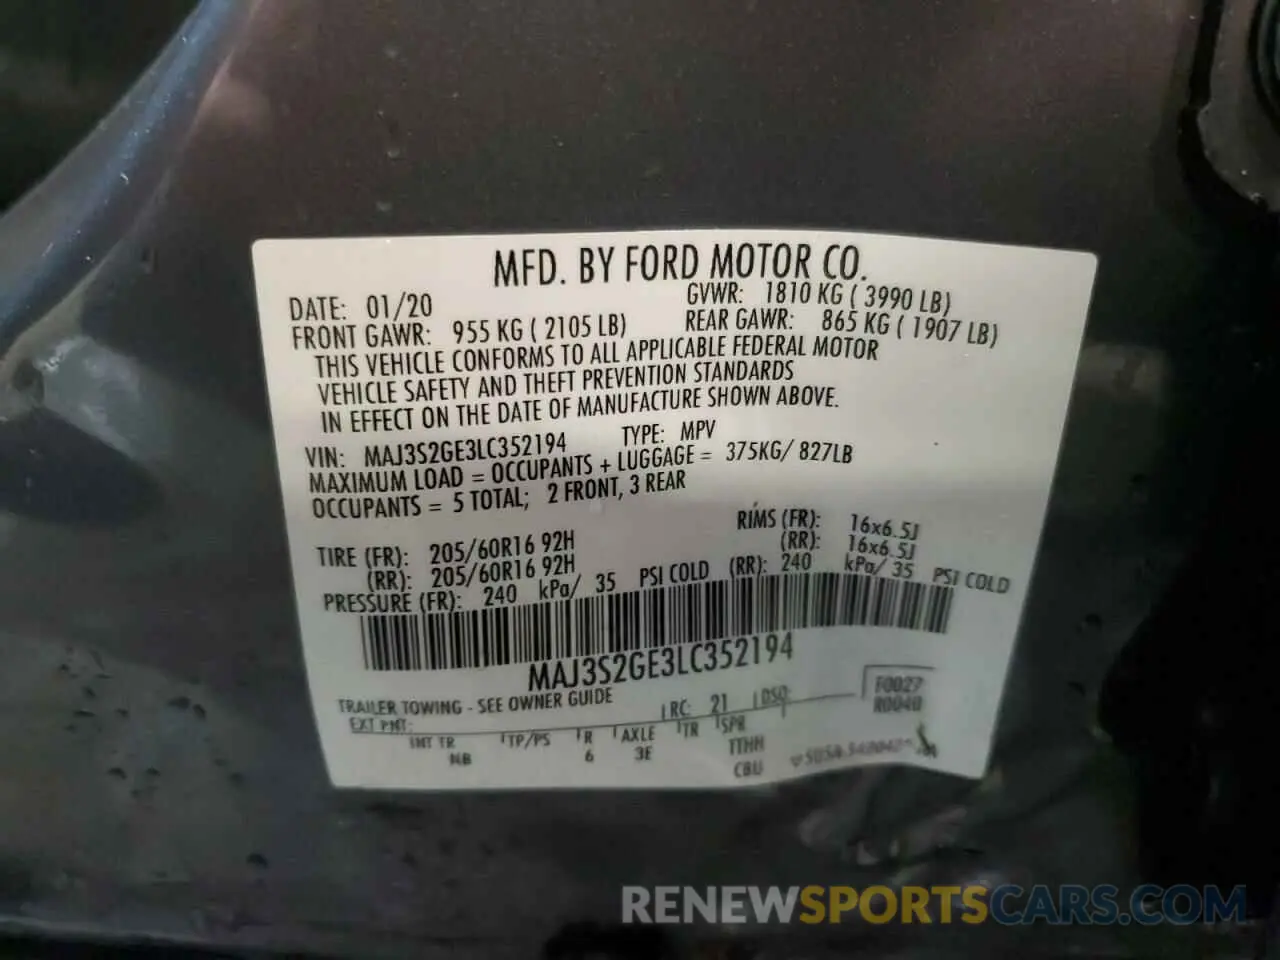 MFD. BY FORD MOTOR CO.
DATE: 01/20 GVWR: 1810 KG ( 3990 LB)
FRONT GAWR: 955 KG ( 2105 LB) REAR GAWR: 865 KG ( 1907 LB)
THIS VEHICLE CONFORMS TO ALL APPLICABLE FEDERAL MOTOR
VEHICLE SAFETY AND THEFT PREVENTION STANDARDS
IN EFFECT ON THE DATE OF MANUFACTURE SHOWN ABOVE.
VIN: MAJ3S2GE3LC352194 TYPE: MPV
MAXIMUM LOAD = OCCUPANTS + LUGGAGE = 375KG/ 827LB
OCCUPANTS = 5 TOTAL; 2 FRONT, 3 REAR
TIRE (FR): 205/60R16 92H RIMS (FR): 16x6.5J
(RR): 205/60R16 92H (RR): 16x6.5J
PRESSURE (FR): 240 kPa/ 35 PSI COLD (RR): 240 kPa/ 35 PSI COLD
MAJ3S2GE3LC352194
TRAILER TOWING - SEE OWNER GUIDE
EXT PNT: RC: 21 DSO:
F0027
R0040
INT TR TP/PS R AXLE TR SPR
NB 6 3E TTHH
CBU
RENEWSPORTSCARS.COM